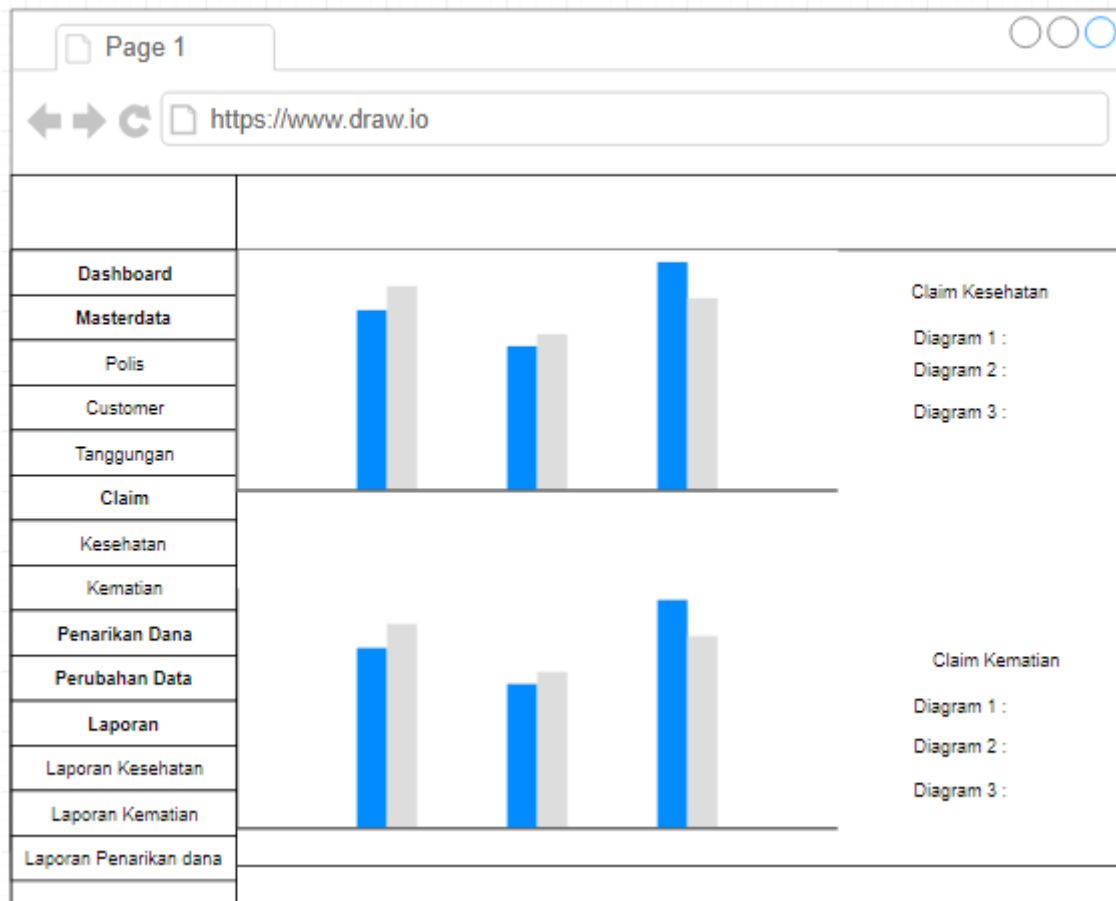 Page 1
https://www.draw.io
Dashboard
Masterdata
Polis
Customer
Tanggungan
Claim
Kesehatan
Kematian
Penarikan Dana
Perubahan Data
Laporan
Laporan Kesehatan
Laporan Kematian
Laporan Penarikan dana
Claim Kesehatan
Diagram 1 :
Diagram 2 :
Diagram 3 :
Claim Kematian
Diagram 1 :
Diagram 2 :
Diagram 3 :